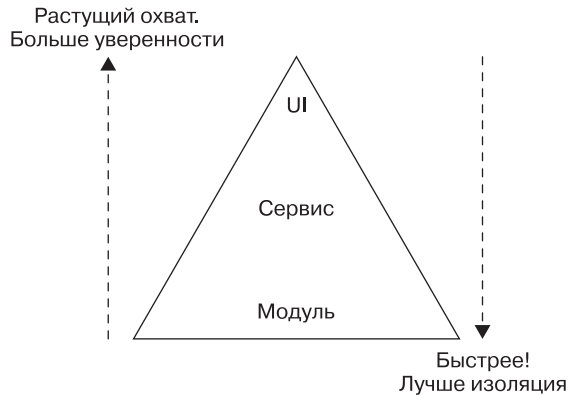 Растущий охват.
Больше уверенности
UI
Сервис
Модуль
Быстрее!
Лучше изоляция